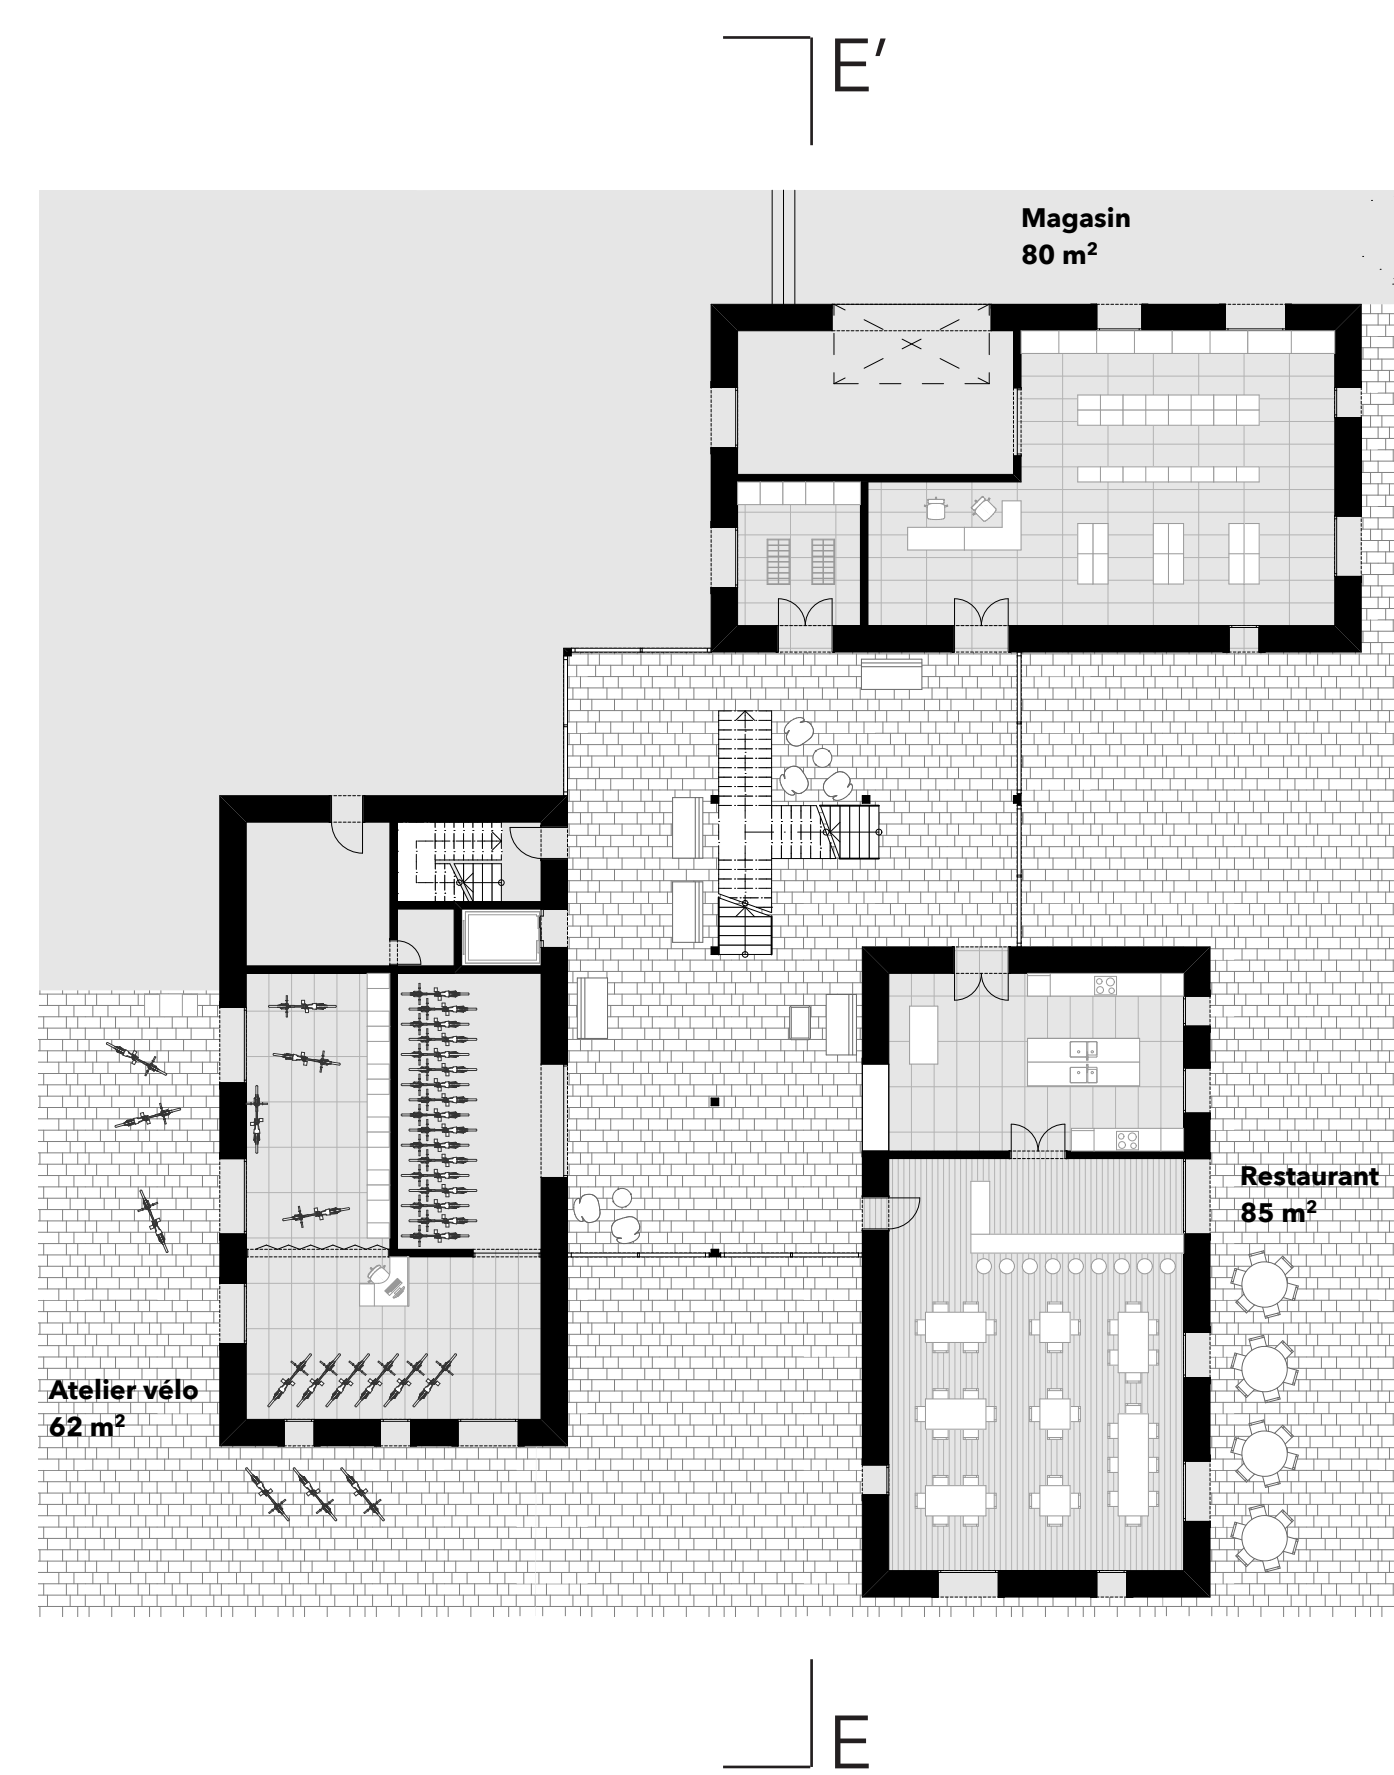 E’
Magasin
80 m²
Restaurant
85 m²
Atelier vélo
62 m²
E